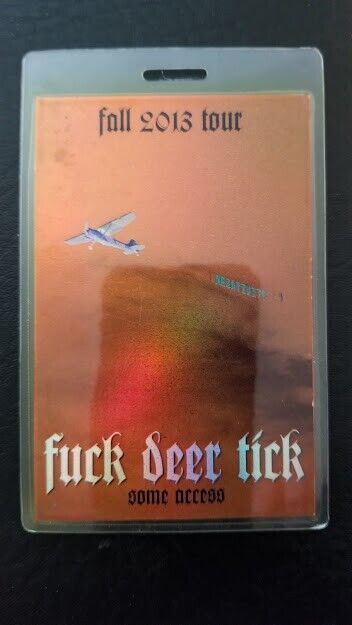 fall 2013 tour
fuck deer tick
some access